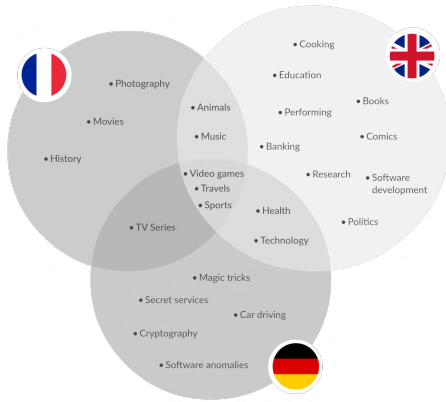 • Cooking
• Education
• Photography
• Books
• Animals
• Performing
• Movies
• Music
• Comics
• Banking
• History
• Video games
• Research
• Software
development
• Travels
• Sports
• Health
• Politics
• TV Series
• Technology
• Magic tricks
• Secret services
• Car driving
• Cryptography
• Software anomalies